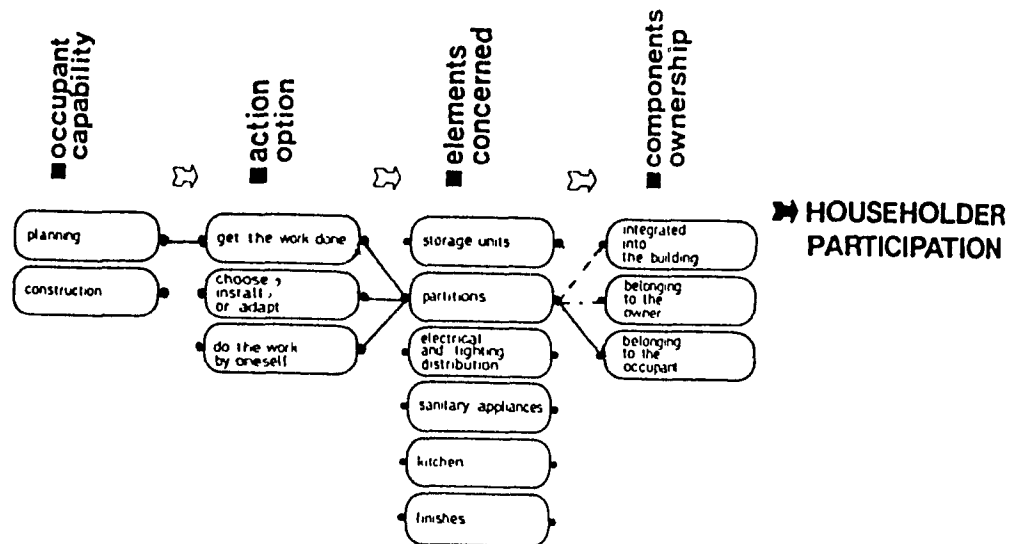 ■ occupant
capability
■ action
option
■ elements
concerned
■ components
ownership
HOUSEHOLDER
PARTICIPATION
planning
construction
get the work done
choose,
install,
or adapt
do the work
by oneself
storage units
partitions
electrical
and lighting
distribution
sanitary appliances
kitchen
finishes
integrated
into
the building
belonging
to the
owner
belonging
to the
occupant